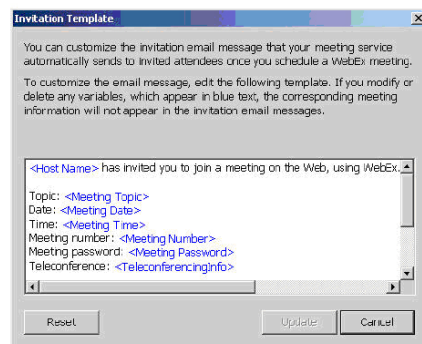 Invitation Template
You can customize the invitation email message that your meeting service
automatically sends to invited attendees once you schedule a WebEx meeting.
To customize the email message, edit the following template. If you modify or
delete any variables, which appear in blue text, the corresponding meeting
information will not appear in the invitation email messages.
<Host Name> has invited you to join a meeting on the Web, using WebEx.
Topic: <Meeting Topic>
Date: <Meeting Date>
Time: <Meeting Time>
Meeting number: <Meeting Number>
Meeting password: <Meeting Password>
Teleconference: <TeleconferencingInfo>
Reset Update Cancel